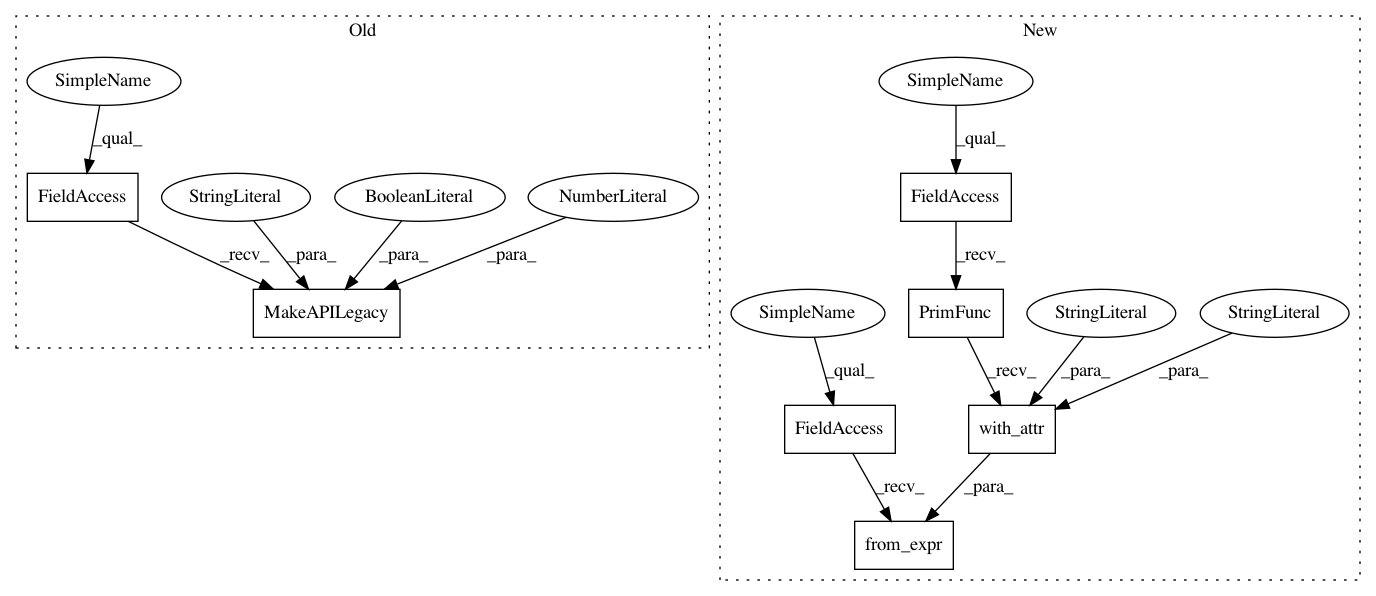 Old
New
SimpleName
SimpleName
_qual_
_qual_
FieldAccess
StringLiteral
BooleanLiteral
NumberLiteral
FieldAccess
_recv_
_para_
_para_
_para_
_recv_
MakeAPILegacy
SimpleName
PrimFunc
StringLiteral
StringLiteral
_qual_
_recv_
_para_
_para_
FieldAccess
with_attr
_recv_
_para_
from_expr